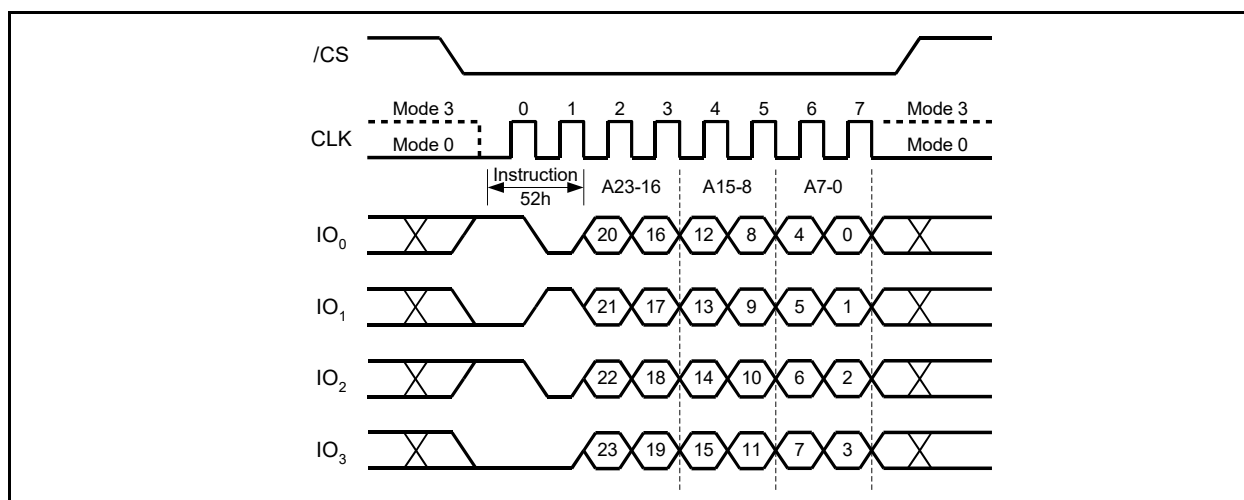 /CS
Mode 3 0 1 2 3 4 5 6 7 Mode 3
CLK
Mode 0 Mode 0
Instruction
52h
A23-16 A15-8 A7-0
IO0 20 16 12 8 4 0
IO1 21 17 13 9 5 1
IO2 22 18 14 10 6 2
IO3 23 19 15 11 7 3